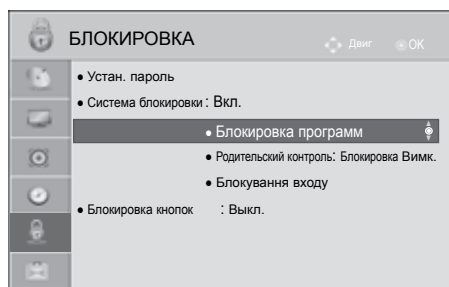 БЛОКИРОВКА
Двиг OK
• Устан. пароль
• Система блокировки : Вкл.
• Блокировка программ
• Родительский контроль: Блокировка Вимк.
• Блокування входу
• Блокировка кнопок : Выкл.